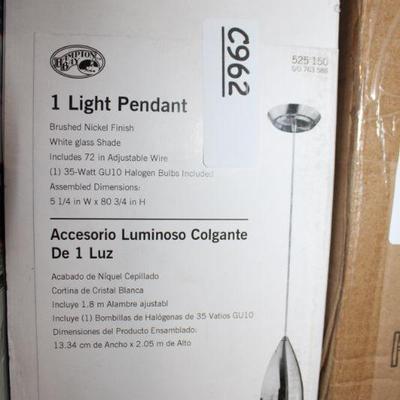 HAMPTON BAY
C962
525 150
S/O 763 586
1 Light Pendant
Brushed Nickel Finish
White glass Shade
Includes 72 in Adjustable Wire
(1) 35-Watt GU10 Halogen Bulbs Included
Assembled Dimensions:
5 1/4 in W x 80 3/4 in H
Accesorio Luminoso Colgante
De 1 Luz
Acabado de Níquel Cepillado
Cortina de Cristal Blanca
Incluye 1.8 m Alambre ajustabl
Incluye (1) Bombillas de Halógenas de 35 Vatios GU10
Dimensiones del Producto Ensamblado:
13.34 cm de Ancho x 2.05 m de Alto